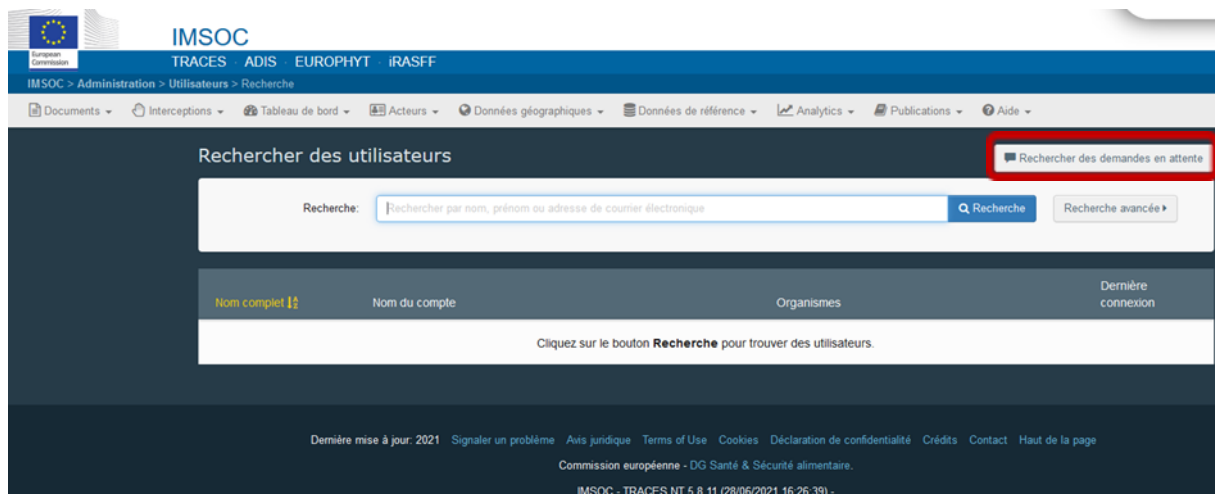 IMSOC
European
Commission
TRACES · ADIS · EUROPHYT · iRASFF
IMSOC > Administration > Utilisateurs > Recherche
Documents Interceptions Tableau de bord Acteurs Données géographiques Données de référence Analytics Publications Aide
Rechercher des utilisateurs
Rechercher des demandes en attente
Recherche: Rechercher par nom, prénom ou adresse de courrier électronique Recherche Recherche avancée
Nom complet Nom du compte Organismes Dernière connexion
Cliquez sur le bouton Recherche pour trouver des utilisateurs.
Dernière mise à jour: 2021 Signaler un problème Avis juridique Terms of Use Cookies Déclaration de confidentialité Crédits Contact Haut de la page
Commission européenne - DG Santé & Sécurité alimentaire.
IMSOC - TRACES NT 5.8.11 (28/06/2021 16:26:39) -